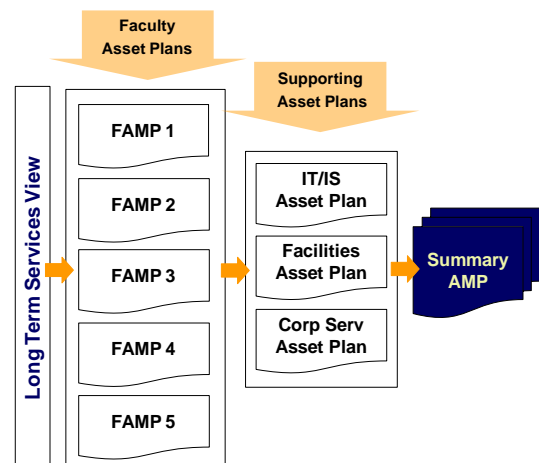 Faculty
Asset Plans
Supporting
Asset Plans
Long Term Services View
FAMP 1
FAMP 2
FAMP 3
FAMP 4
FAMP 5
IT/IS
Asset Plan
Facilities
Asset Plan
Corp Serv
Asset Plan
Summary
AMP